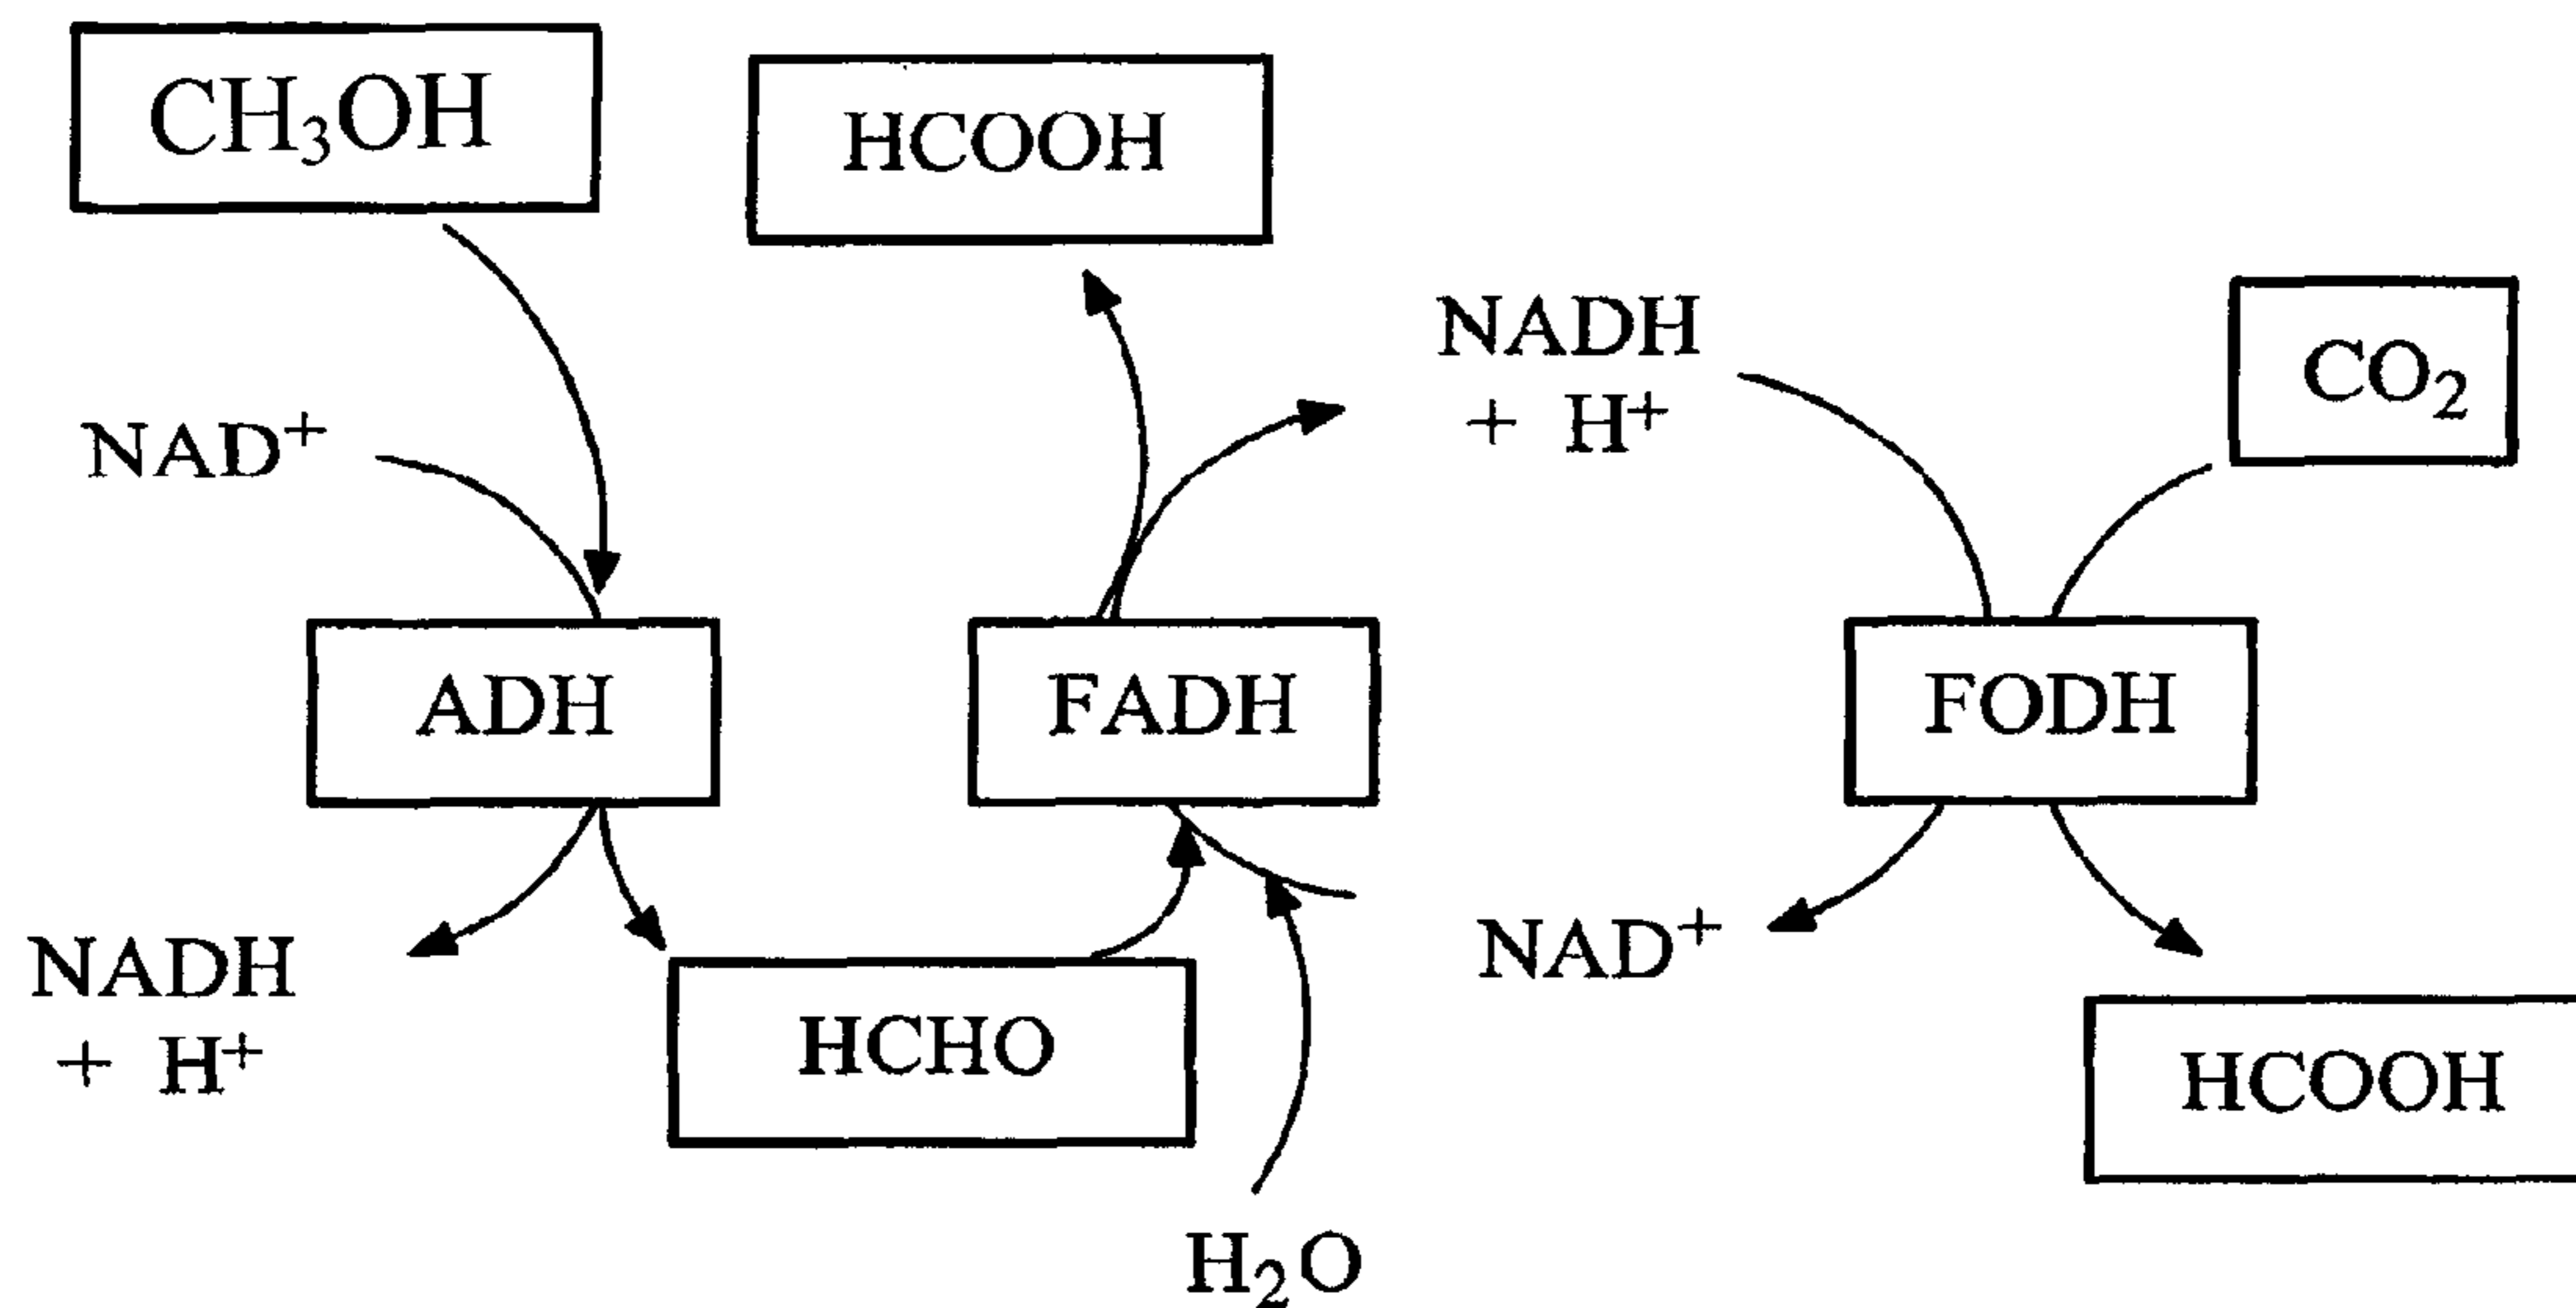 CH₃OH
HCOOH
NADH
+ H⁺
CO₂
NAD⁺
ADH
FADH
FODH
NADH
+ H⁺
HCHO
NAD⁺
HCOOH
H₂O